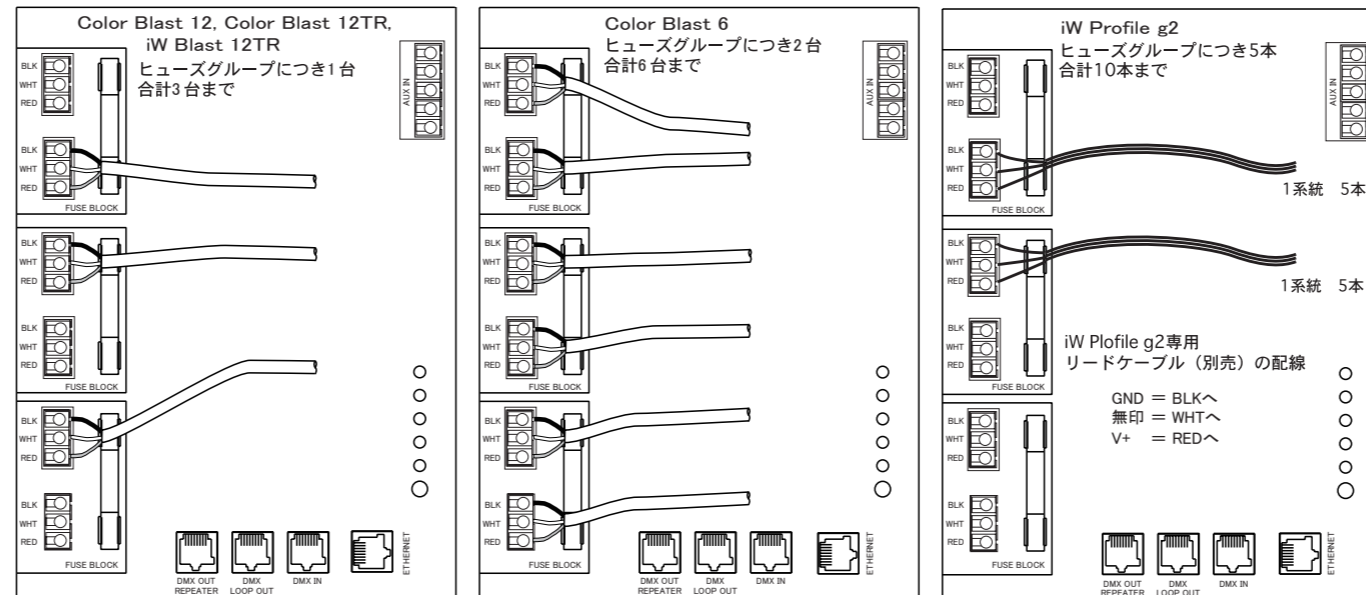 Color Blast 12, Color Blast 12TR,
iW Blast 12TR
ヒューズグループにつき1台
合計3台まで
AUX IN
BLK
WHT
RED
BLK
WHT
RED
FUSE BLOCK
BLK
WHT
RED
BLK
WHT
RED
FUSE BLOCK
BLK
WHT
RED
BLK
WHT
RED
FUSE BLOCK
DMX OUT
REPEATER
DMX
LOOP OUT
DMX IN
ETHERNET
Color Blast 6
ヒューズグループにつき2台
合計6台まで
AUX IN
BLK
WHT
RED
BLK
WHT
RED
FUSE BLOCK
BLK
WHT
RED
BLK
WHT
RED
FUSE BLOCK
BLK
WHT
RED
BLK
WHT
RED
FUSE BLOCK
DMX OUT
REPEATER
DMX
LOOP OUT
DMX IN
ETHERNET
iW Profile g2
ヒューズグループにつき5本
合計10本まで
AUX IN
BLK
WHT
RED
BLK
WHT
RED
FUSE BLOCK
1系統 5本
BLK
WHT
RED
BLK
WHT
RED
FUSE BLOCK
1系統 5本
iW Plofile g2専用
リードケーブル（別売）の配線
GND = BLKへ
無印 = WHTへ
V+ = REDへ
BLK
WHT
RED
BLK
WHT
RED
FUSE BLOCK
DMX OUT
REPEATER
DMX
LOOP OUT
DMX IN
ETHERNET